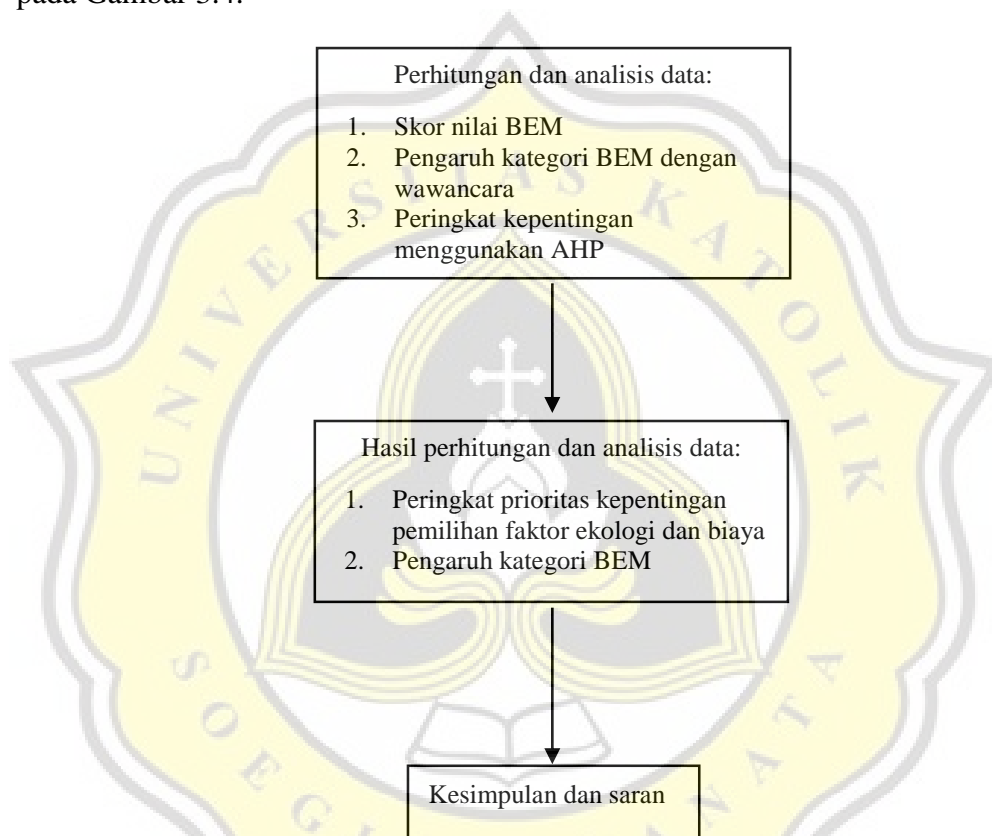 pada Gambar 3.4.
Perhitungan dan analisis data:
1. Skor nilai BEM
2. Pengaruh kategori BEM dengan
wawancara
3. Peringkat kepentingan
menggunakan AHP
Hasil perhitungan dan analisis data:
1. Peringkat prioritas kepentingan
pemilihan faktor ekologi dan biaya
2. Pengaruh kategori BEM
Kesimpulan dan saran
UNIVERSITAS KATOLIK